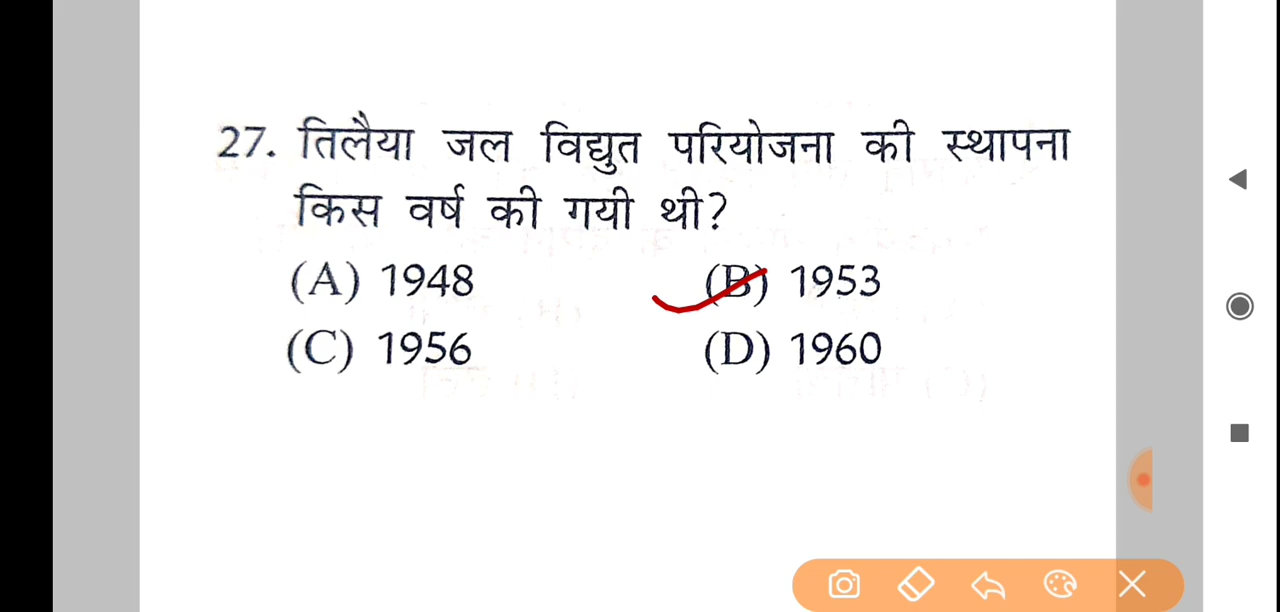 27. तिलैया जल विद्युत परियोजना की स्थापना
किस वर्ष की गयी थी?
(A) 1948 (B) 1953
(C) 1956 (D) 1960